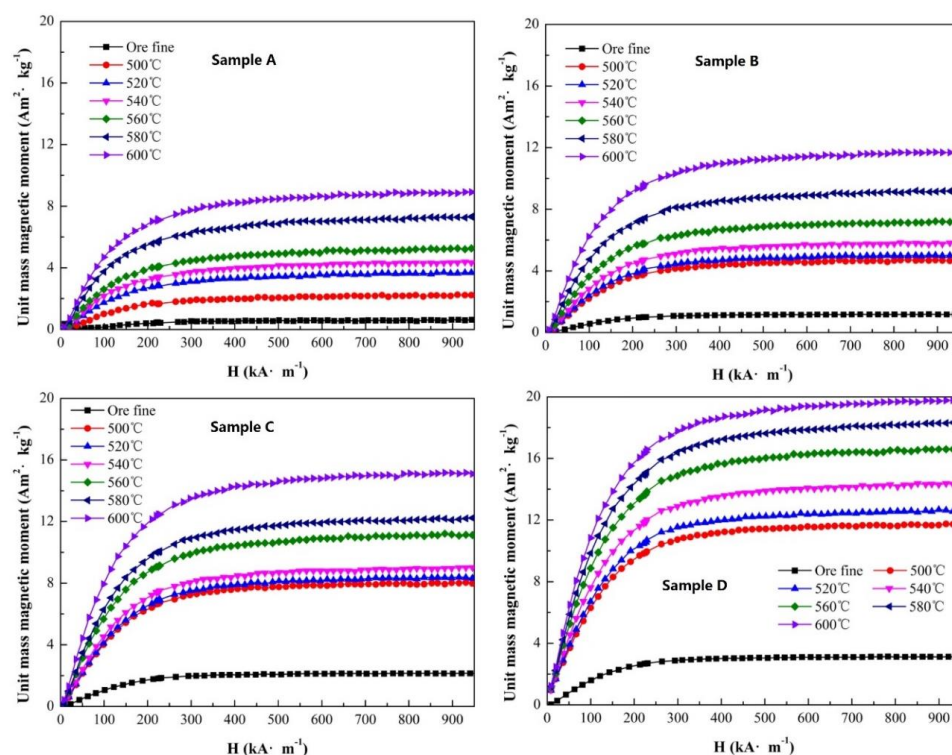 Sample A
Ore fine
500℃
520℃
540℃
560℃
580℃
600℃
Unit mass magnetic moment (Am²· kg⁻¹)
20
16
12
8
4
0
0 100 200 300 400 500 600 700 800 900
H (kA· m⁻¹)
Sample B
Ore fine
500℃
520℃
540℃
560℃
580℃
600℃
Unit mass magnetic moment (Am²· kg⁻¹)
20
16
12
8
4
0
0 100 200 300 400 500 600 700 800 900
H (kA· m⁻¹)
Sample C
Ore fine
500℃
520℃
540℃
560℃
580℃
600℃
Unit mass magnetic moment (Am²· kg⁻¹)
20
16
12
8
4
0
0 100 200 300 400 500 600 700 800 900
H (kA· m⁻¹)
Sample D
Ore fine 500℃
520℃ 540℃
560℃ 580℃
600℃
Unit mass magnetic moment (Am²· kg⁻¹)
20
16
12
8
4
0
0 100 200 300 400 500 600 700 800 900
H (kA· m⁻¹)